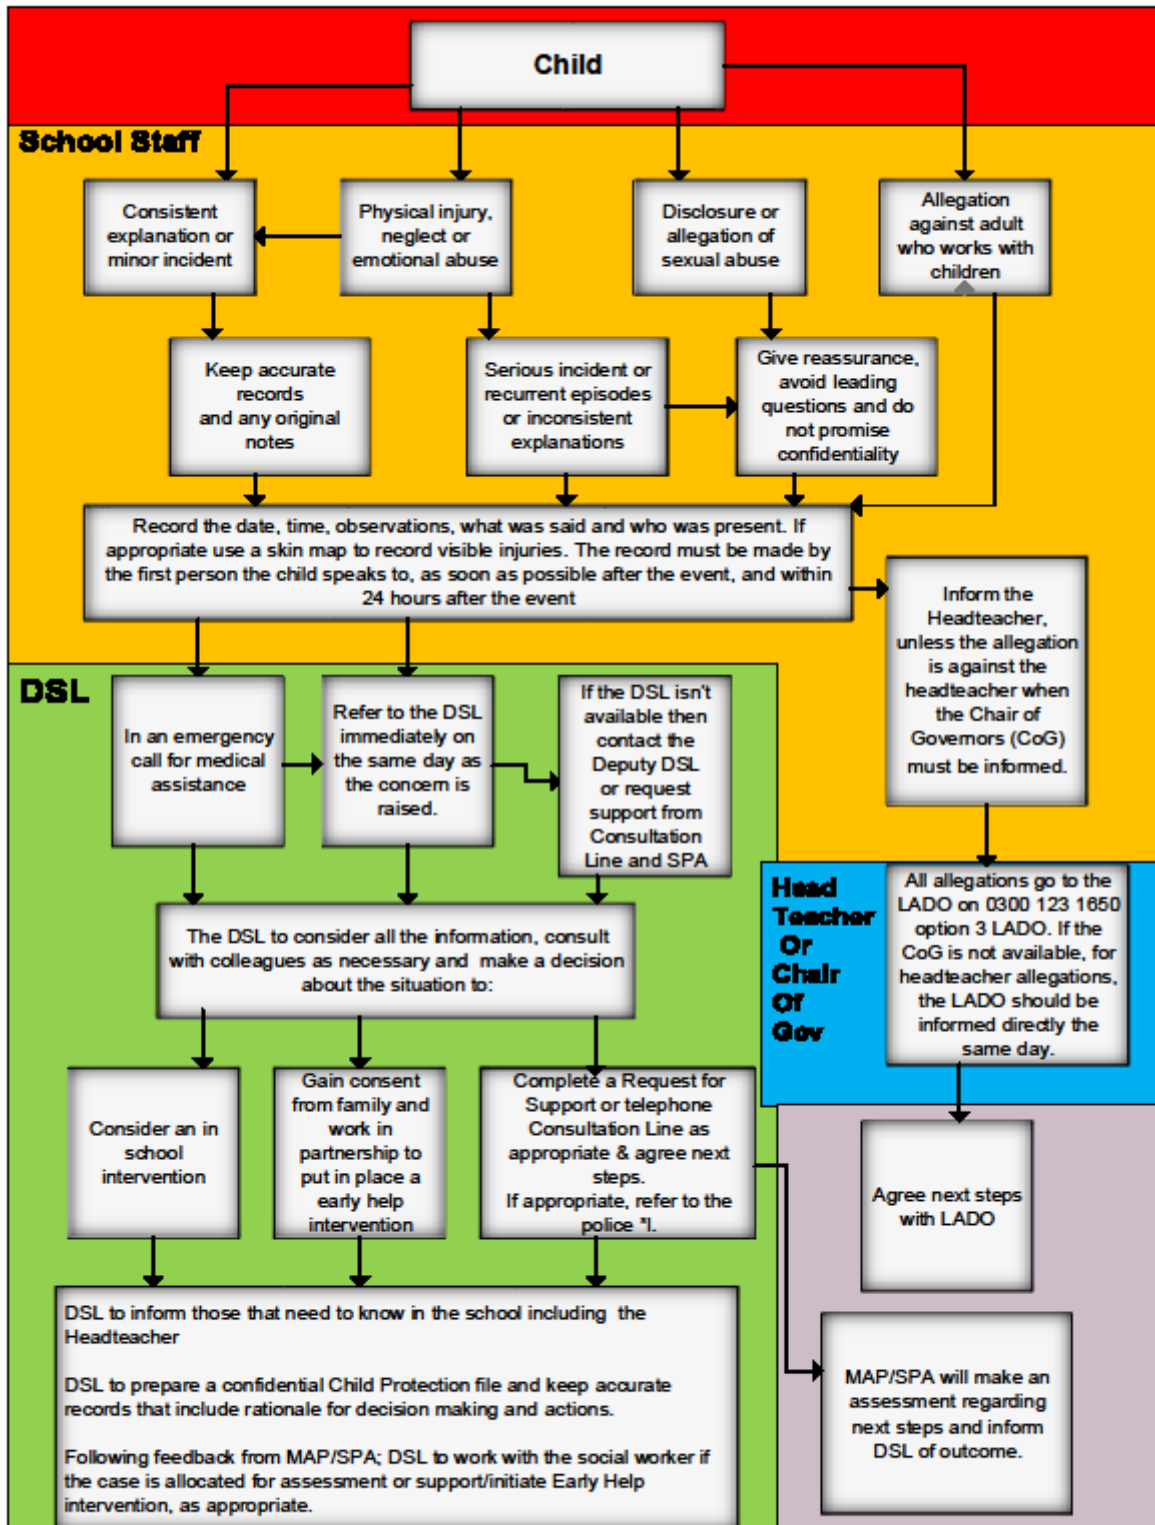 Child
School Staff
Consistent
explanation or
minor incident
Physical injury,
neglect or
emotional abuse
Disclosure or
allegation of
sexual abuse
Allegation
against adult
who works with
children
Keep accurate
records
and any original
notes
Serious incident or
recurrent episodes
or inconsistent
explanations
Give reassurance,
avoid leading
questions and do
not promise
confidentiality
Record the date, time, observations, what was said and who was present. If
appropriate use a skin map to record visible injuries. The record must be made by
the first person the child speaks to, as soon as possible after the event, and within
24 hours after the event
Inform the
Headteacher,
unless the allegation
is against the
headteacher when
the Chair of
Governors (CoG)
must be informed.
DSL
In an emergency
call for medical
assistance
Refer to the DSL
immediately on
the same day as
the concern is
raised.
If the DSL isn't
available then
contact the
Deputy DSL
or request
support from
Consultation
Line and SPA
Head
Teacher
Or
Chair
Of
Gov
All allegations go to the
LADO on 0300 123 1650
option 3 LADO. If the
CoG is not available, for
headteacher allegations,
the LADO should be
informed directly the
same day.
The DSL to consider all the information, consult
with colleagues as necessary and make a decision
about the situation to:
Consider an in
school
intervention
Gain consent
from family and
work in
partnership to
put in place a
early help
intervention
Complete a Request for
Support or telephone
Consultation Line as
appropriate & agree next
steps.
If appropriate, refer to the
police *I.
Agree next steps
with LADO
DSL to inform those that need to know in the school including the
Headteacher
DSL to prepare a confidential Child Protection file and keep accurate
records that include rationale for decision making and actions.
Following feedback from MAP/SPA; DSL to work with the social worker if
the case is allocated for assessment or support/initiate Early Help
intervention, as appropriate.
MAP/SPA will make an
assessment regarding
next steps and inform
DSL of outcome.